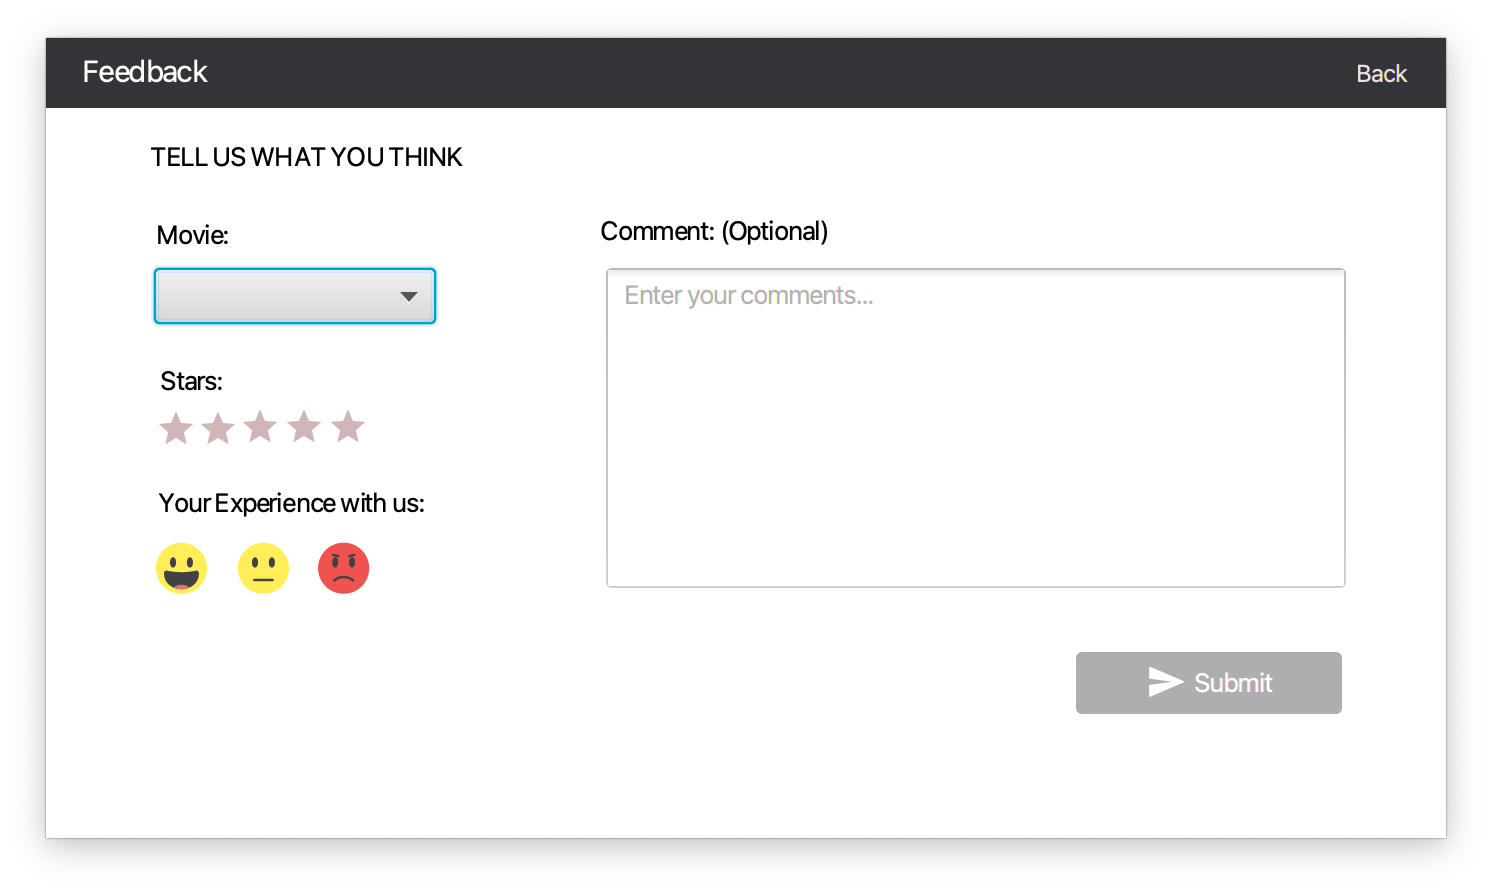 Feedback
Back
TELL US WHAT YOU THINK
Movie:
Comment: (Optional)
Enter your comments...
Stars:
Your Experience with us:
Submit